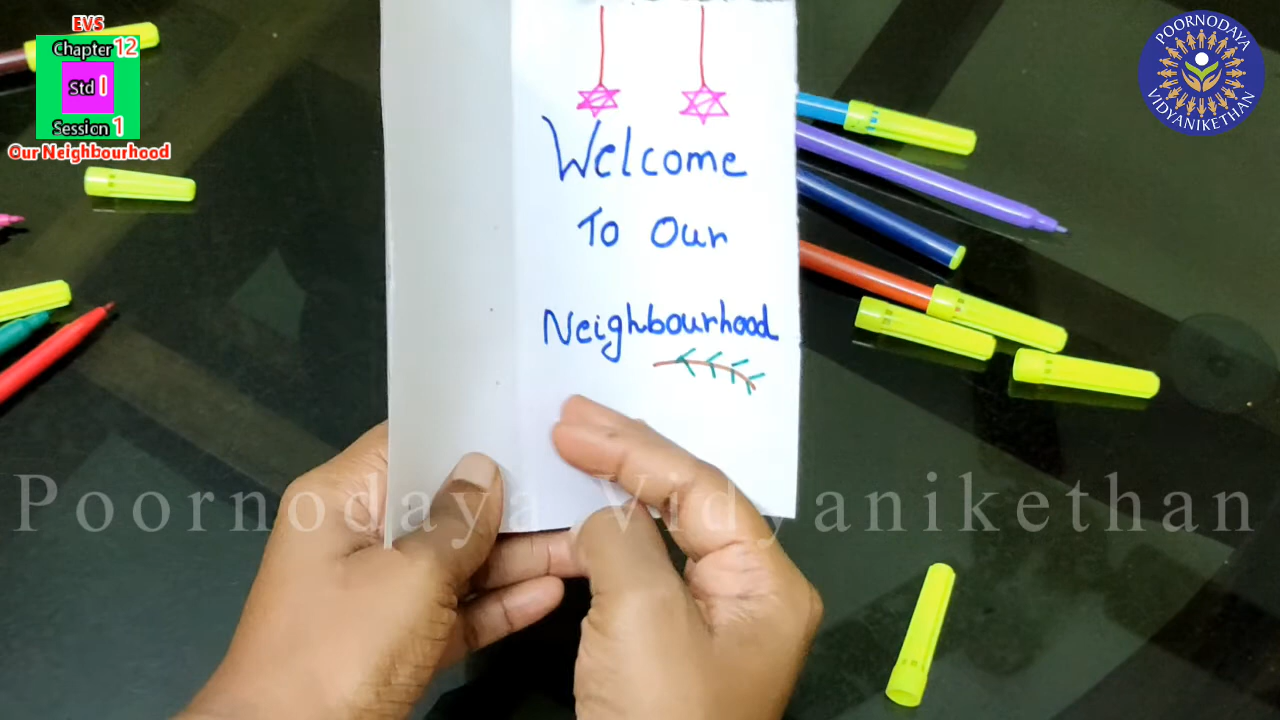 EVS
Chapter 12
Std I
Session 1
Our Neighbourhood
POORNODAYA
VIDYANIKETHAN
Welcome
To Our
Neighbourhood
Poornodaya Vidyanikethan